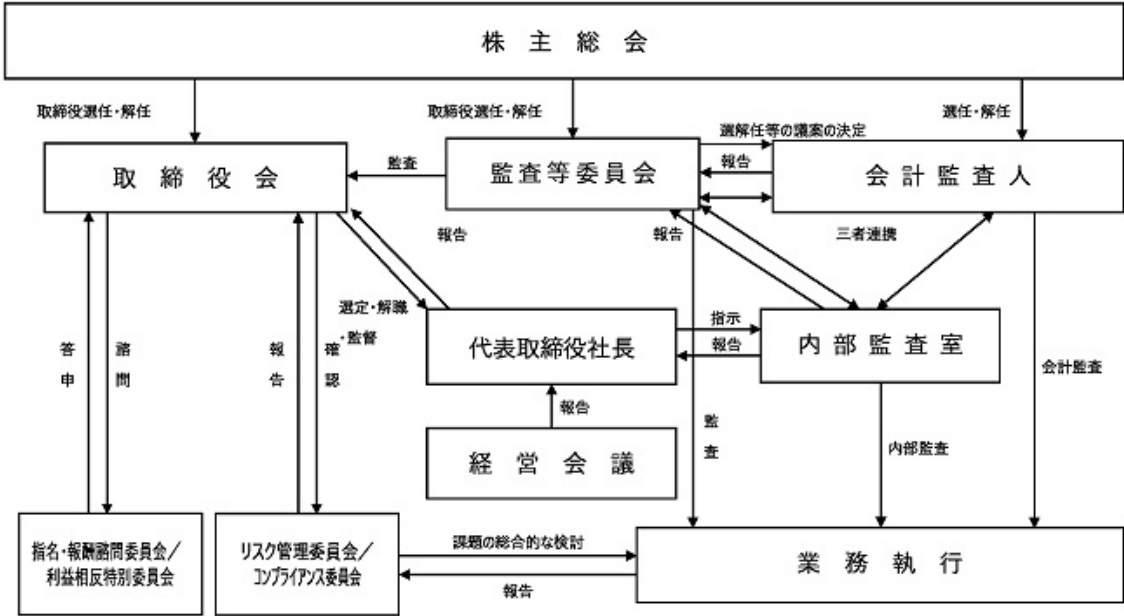 株主総会
取締役選任・解任
取締役選任・解任
選任・解任
選解任等の議案の決定
取締役会
監査
監査等委員会
報告
会計監査人
報告
報告
三者連携
選定・解職
・監督
代表取締役社長
指示
報告
内部監査室
答申
諮問
報告
確認
会計監査
報告
経営会議
監査
内部監査
指名・報酬諮問委員会／
利益相反特別委員会
リスク管理委員会／
コンプライアンス委員会
課題の総合的な検討
報告
業務執行